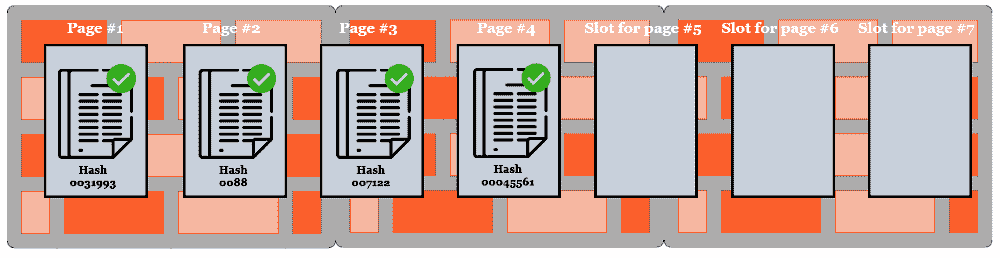 Page #1
Page #2
Page #3
Page #4
Slot for page #5
Slot for page #6
Slot for page #7
Hash
0031993
Hash
0088
Hash
007122
Hash
00045561